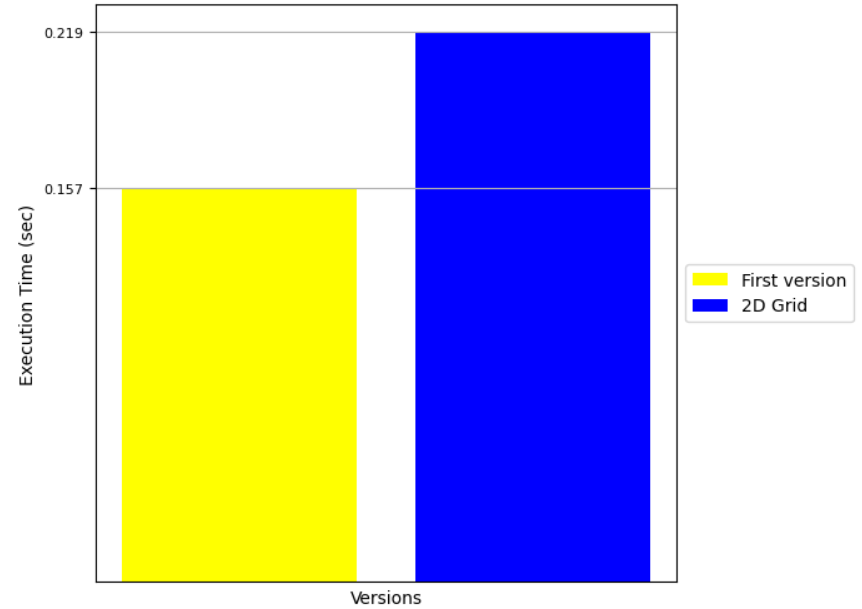 0.219
0.157
Execution Time (sec)
First version
2D Grid
Versions